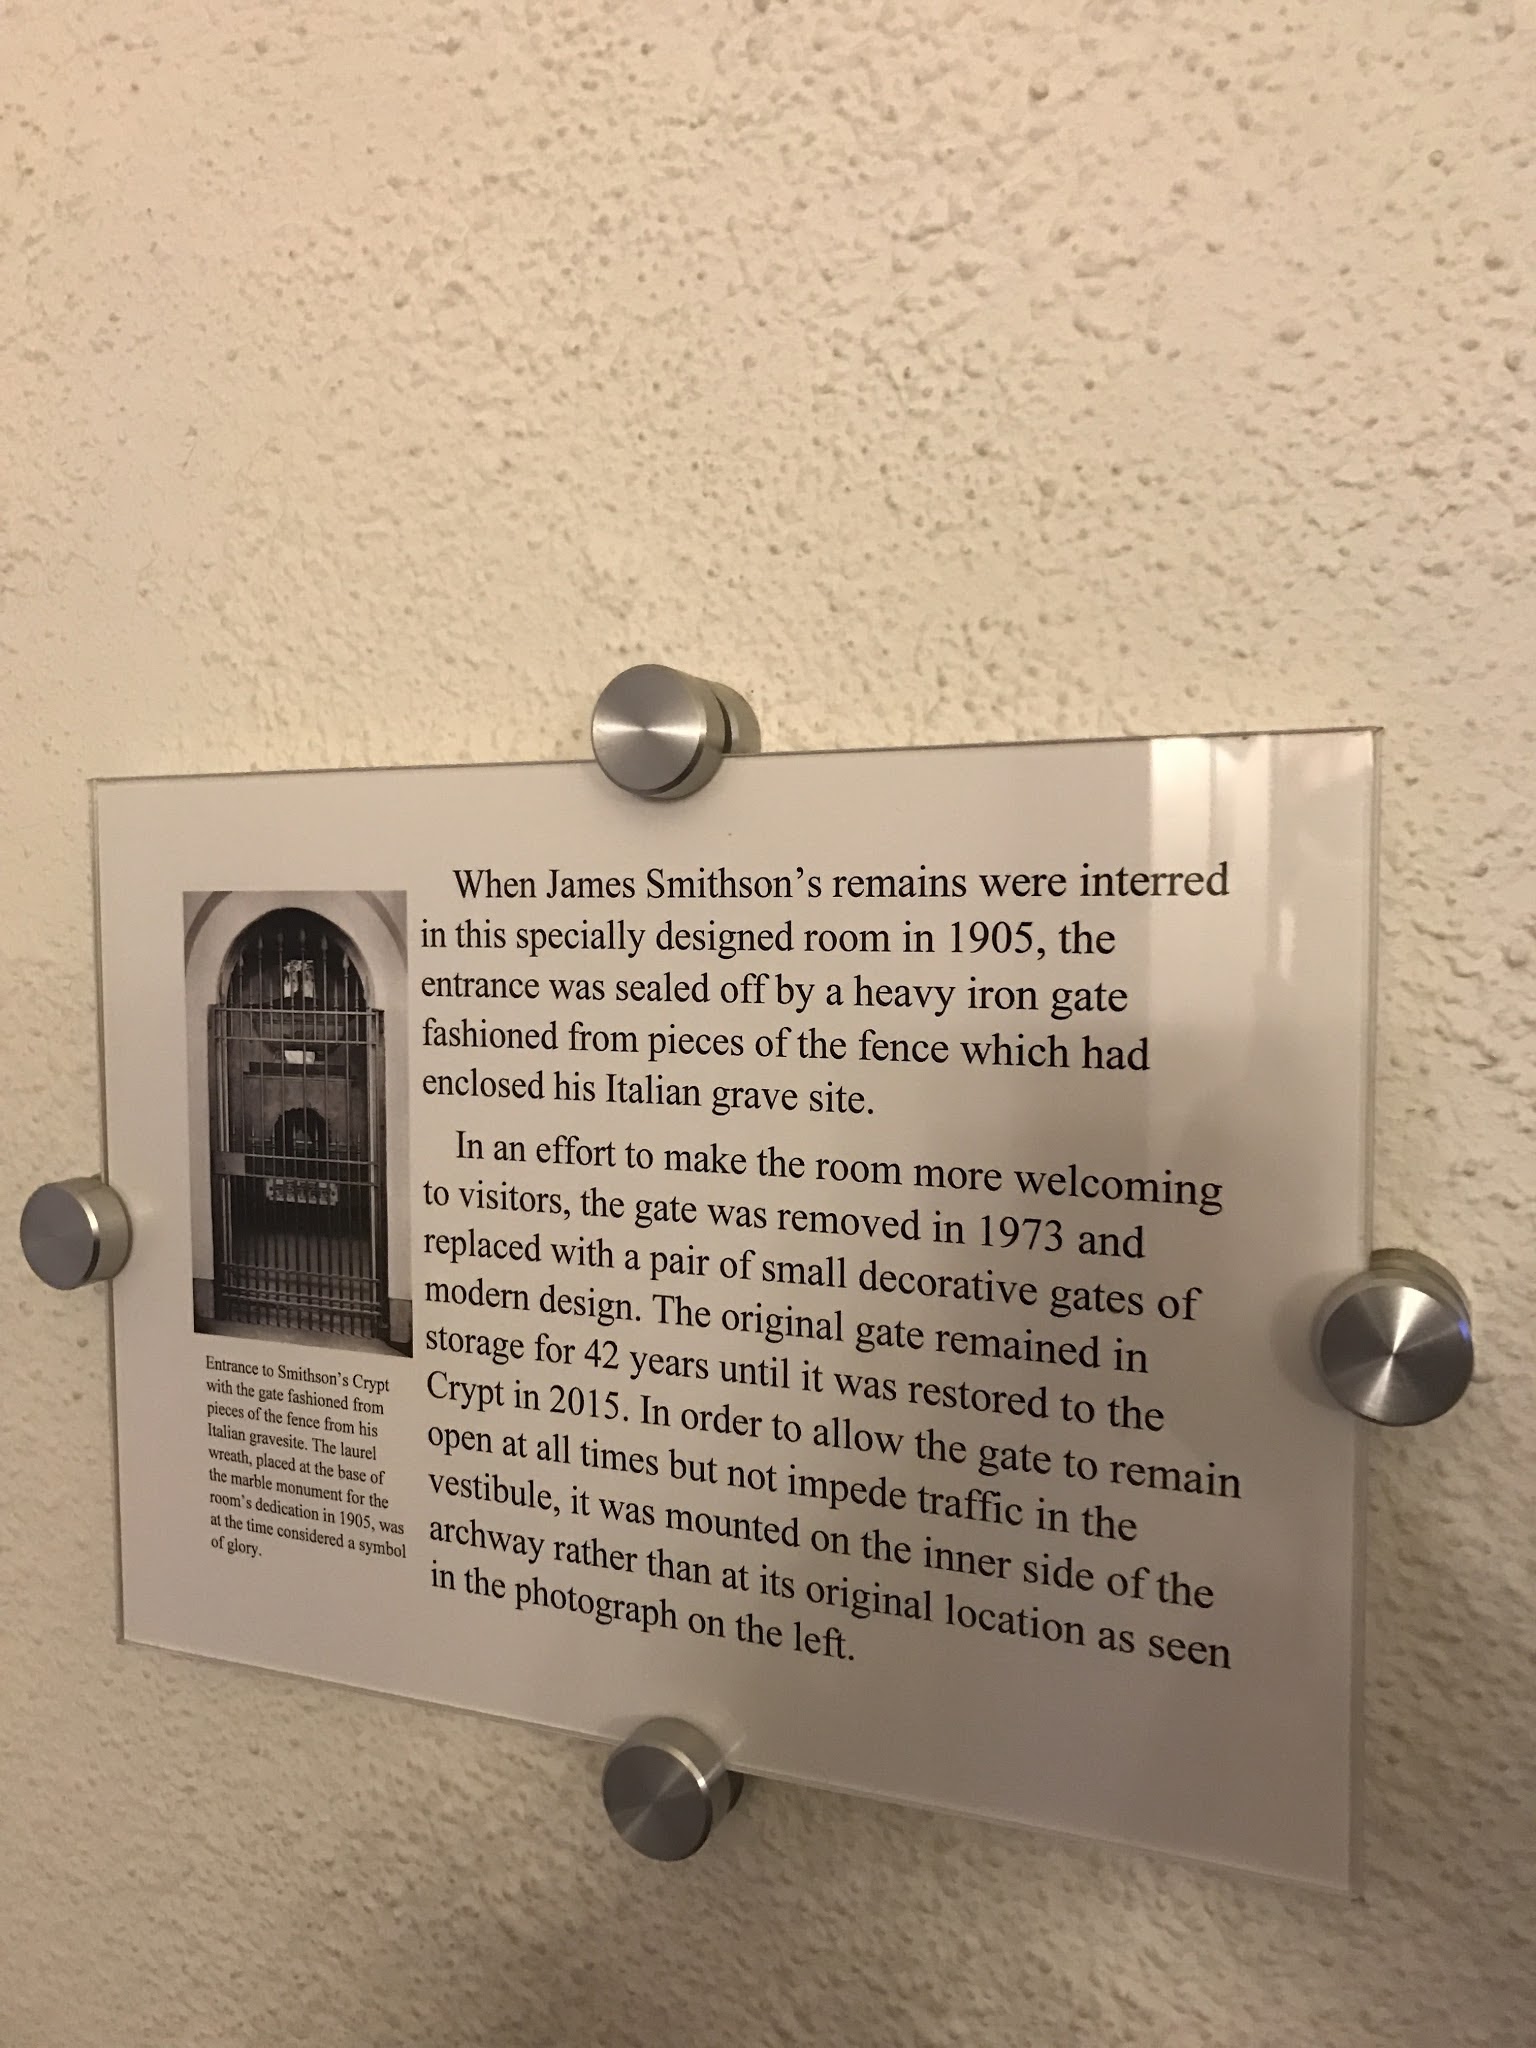 When James Smithson's remains were interred
in this specially designed room in 1905, the
entrance was sealed off by a heavy iron gate
fashioned from pieces of the fence which had
enclosed his Italian grave site.
In an effort to make the room more welcoming
to visitors, the gate was removed in 1973 and
replaced with a pair of small decorative gates of
modern design. The original gate remained in
storage for 42 years until it was restored to the
Crypt in 2015. In order to allow the gate to remain
open at all times but not impede traffic in the
vestibule, it was mounted on the inner side of the
archway rather than at its original location as seen
in the photograph on the left.
Entrance to Smithson's Crypt
with the gate fashioned from
pieces of the fence from his
Italian gravesite. The laurel
wreath, placed at the base of
the marble monument for the
room's dedication in 1905, was
at the time considered a symbol
of glory.